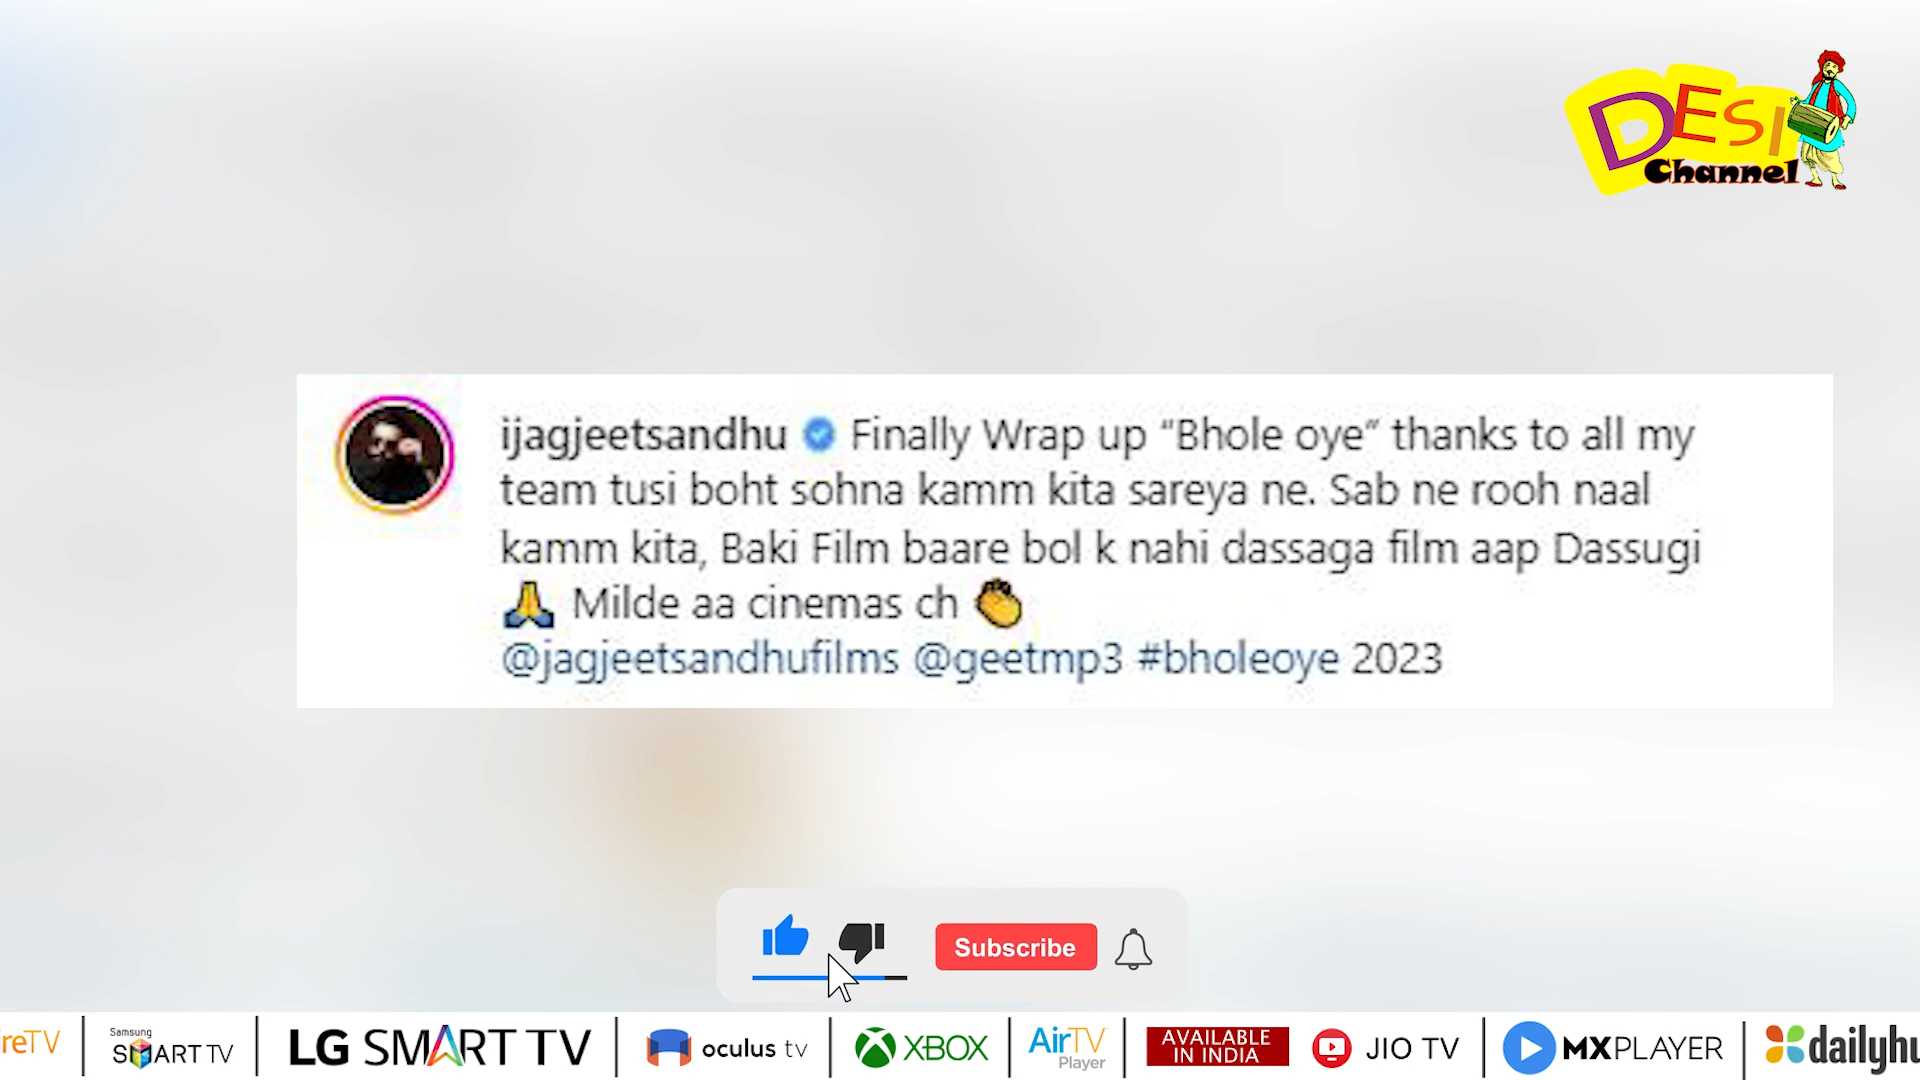 DESI
Channel
ijagjeetsandhu Finally Wrap up “Bhole oye” thanks to all my
team tusi boht sohna kamm kita sareya ne. Sab ne rooh naal
kamm kita, Baki Film baare bol k nahi dassaga film aap Dassugi
🙏 Milde aa cinemas ch 👏
@jagjeetsandhufilms @geetmp3 #bholeoye 2023
Subscribe
reTV
Samsung
SMART TV
LG SMART TV
oculus tv
XBOX
AirTV
Player
AVAILABLE
IN INDIA
JIO TV
MXPLAYER
dailyhu